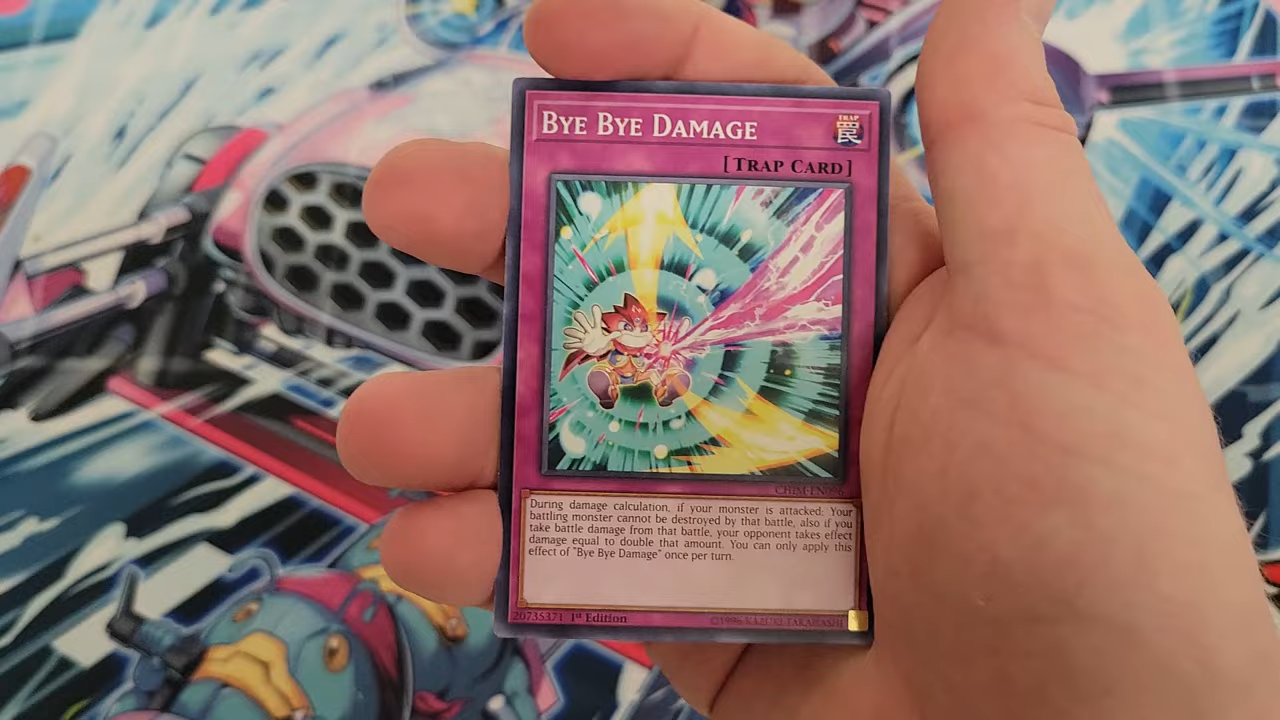 BYE BYE DAMAGE
TRAP
罠
[TRAP CARD]
During damage calculation, if your monster is attacked: Your
battling monster cannot be destroyed by that battle, also if you
take battle damage from that battle, your opponent takes effect
damage equal to double that amount. You can only apply this
effect of "Bye Bye Damage" once per turn.
20735371 1st Edition
©1996 KAZUKI TAKAHASHI